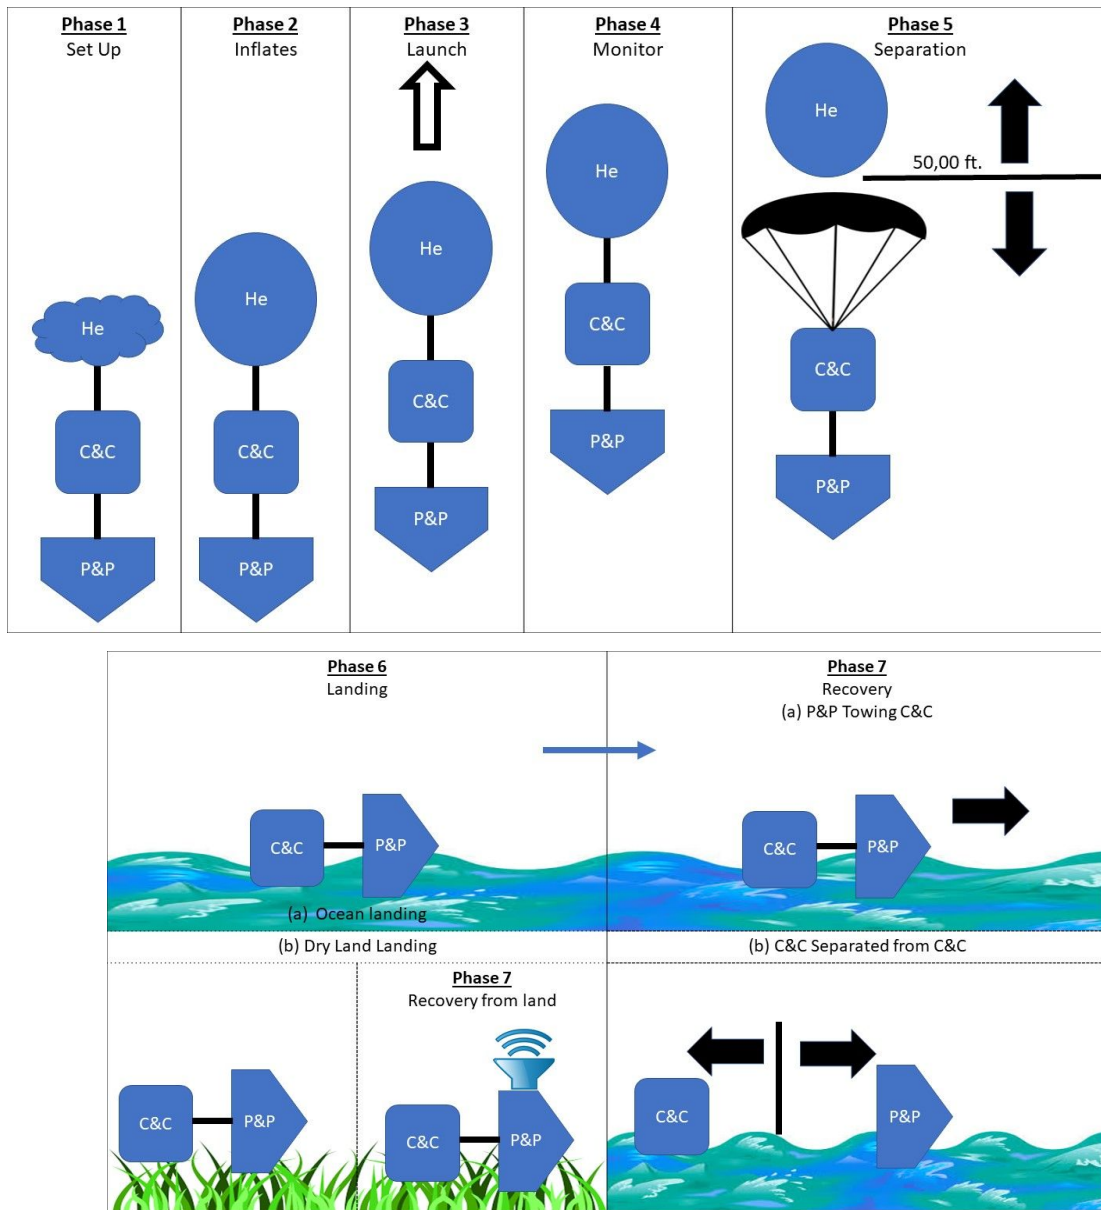 Phase 1
Set Up
He
C&C
P&P
Phase 2
Inflates
He
C&C
P&P
Phase 3
Launch
He
C&C
P&P
Phase 4
Monitor
He
C&C
P&P
Phase 5
Separation
He
50,00 ft.
C&C
P&P
Phase 6
Landing
C&C
P&P
(a) Ocean landing
Phase 7
Recovery
(a) P&P Towing C&C
C&C
P&P
(b) Dry Land Landing
C&C
P&P
Phase 7
Recovery from land
C&C
P&P
(b) C&C Separated from C&C
C&C
P&P